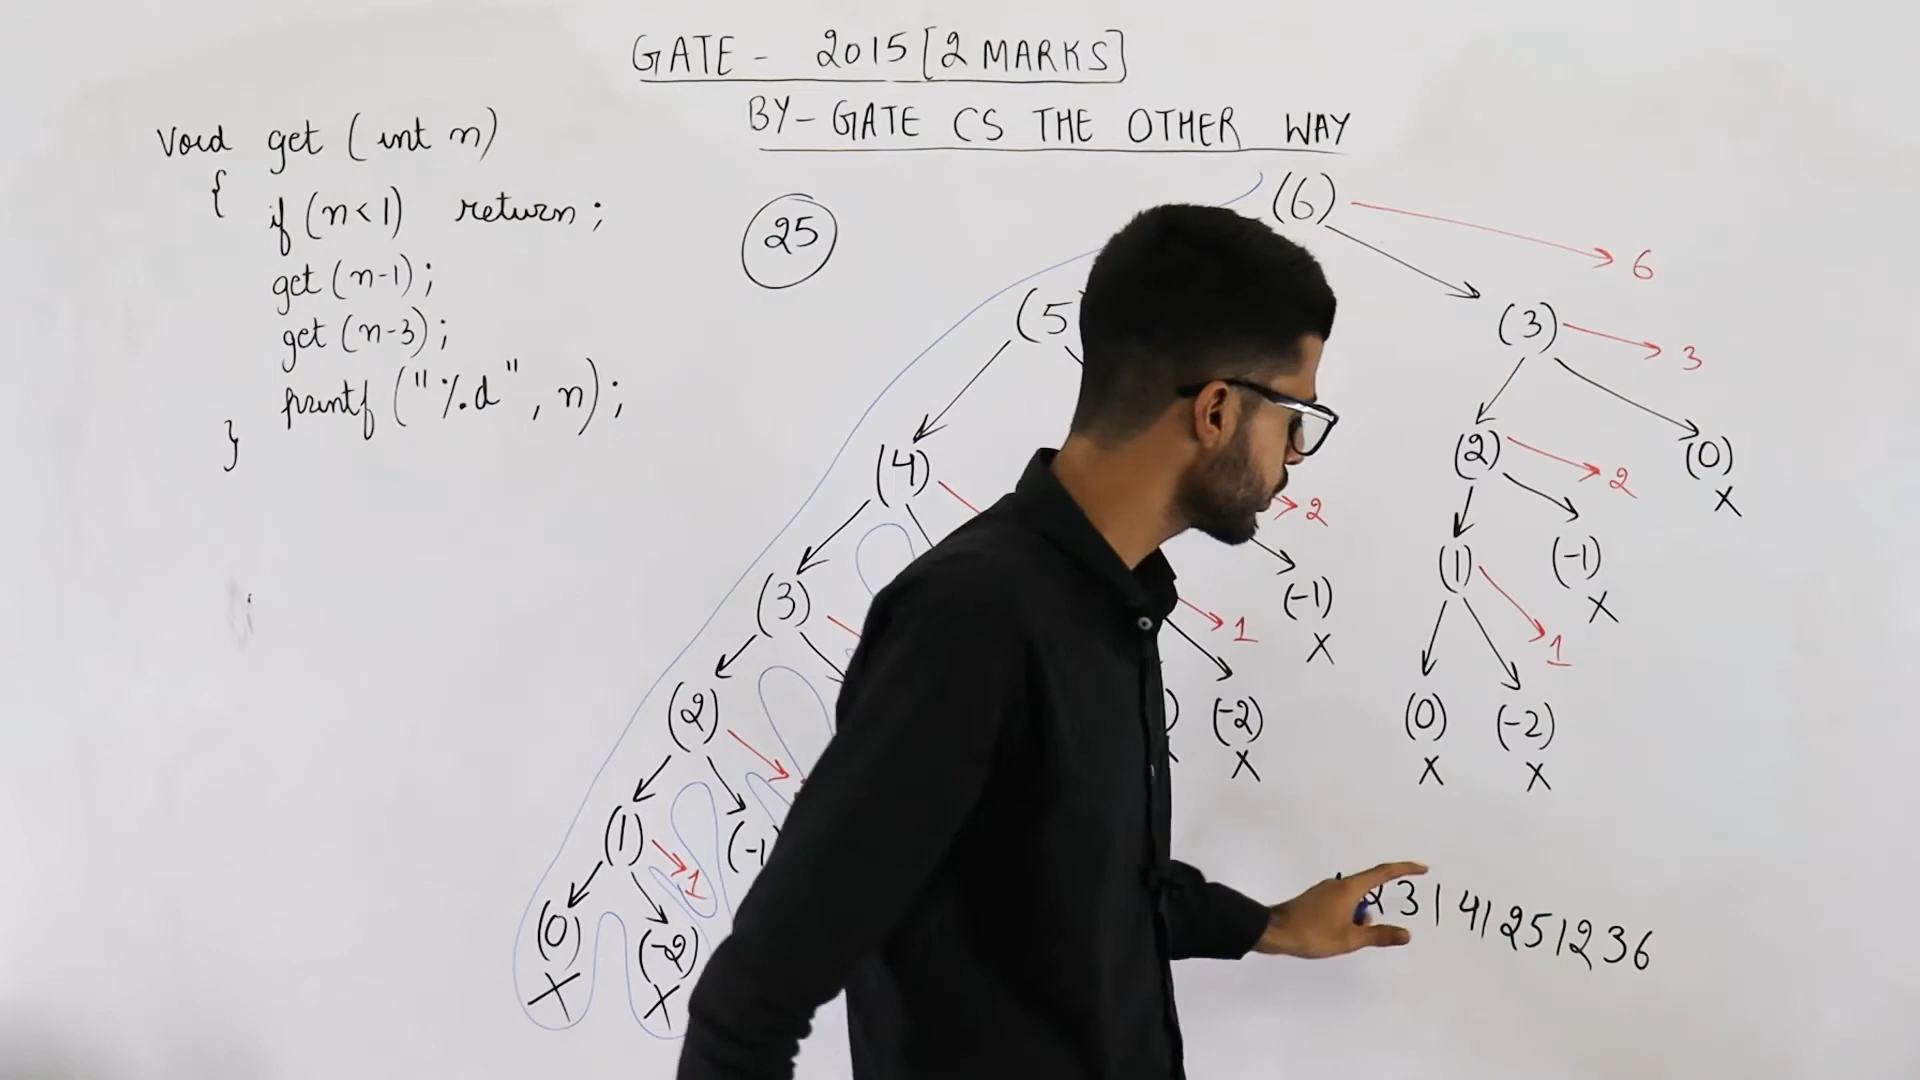 GATE - 2015 [2 MARKS]
BY - GATE CS THE OTHER WAY
Void get (int n)
{ if (n<1) return;
get (n-1);
get (n-3);
printf ("%d", n);
}
25
(6) 6
(5
(3) 3
(4)
(2) 2
(0)
X
2
(3)
(1) 1
(-1)
X
(-1)
X
1
(2)
(0)
X
(-2)
X
(-2)
X
(1) 1
(-1
(0)
X
(-2)
X
2 3 1 4 1 2 5 1 2 3 6